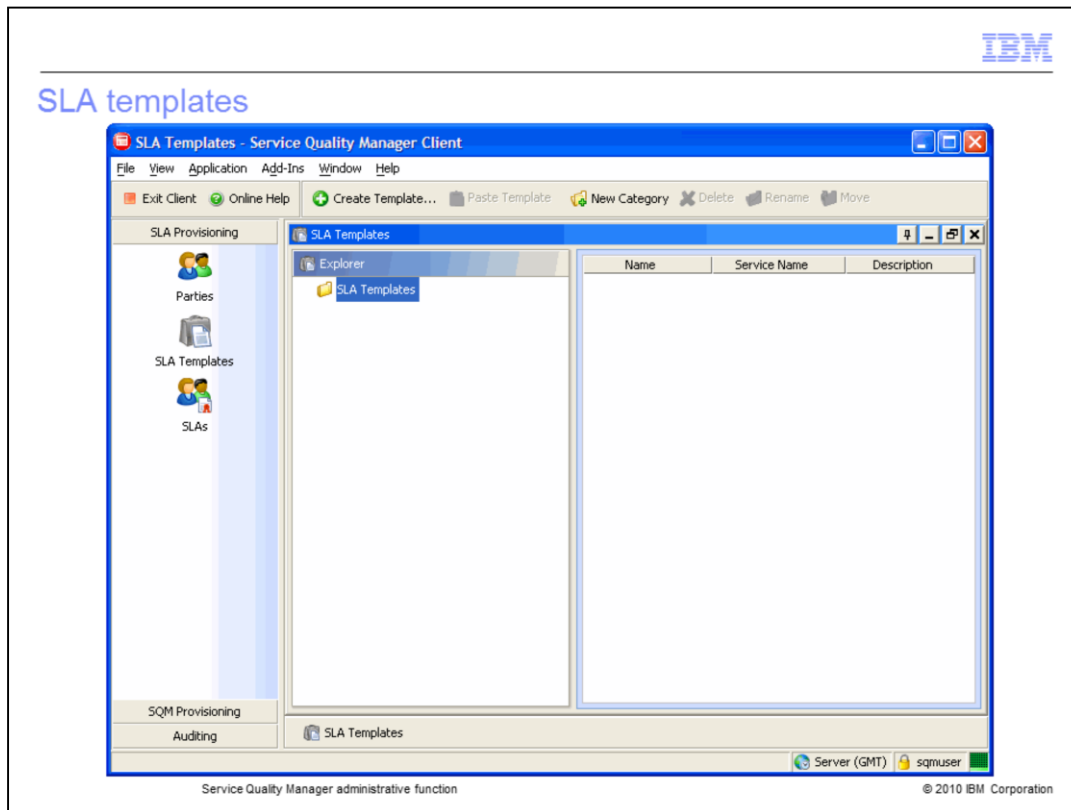 IBM
SLA templates
SLA Templates - Service Quality Manager Client
File View Application Add-Ins Window Help
Exit Client Online Help Create Template... Paste Template New Category Delete Rename Move
SLA Provisioning
Parties
SLA Templates
SLAs
SQM Provisioning
Auditing
SLA Templates
Explorer
SLA Templates
Name Service Name Description
SLA Templates
Server (GMT) sqmuser
Service Quality Manager administrative function
© 2010 IBM Corporation